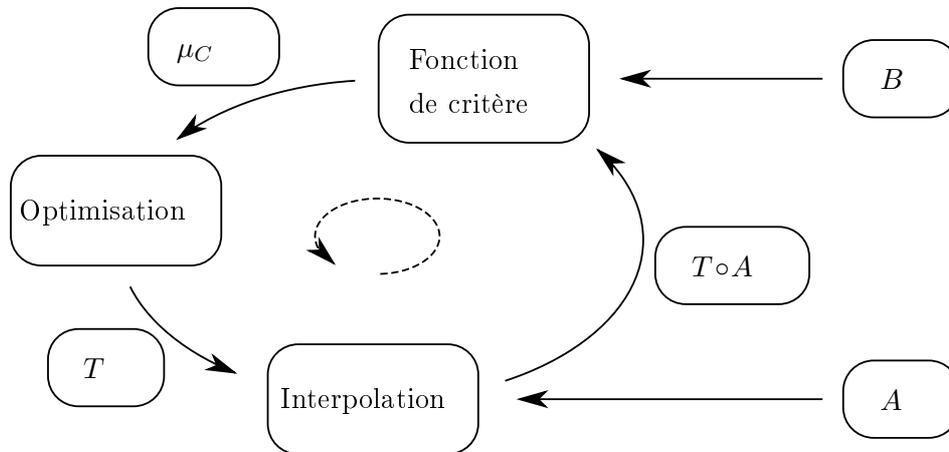 μ_C
Fonction
de critère
B
Optimisation
T∘A
T
Interpolation
A